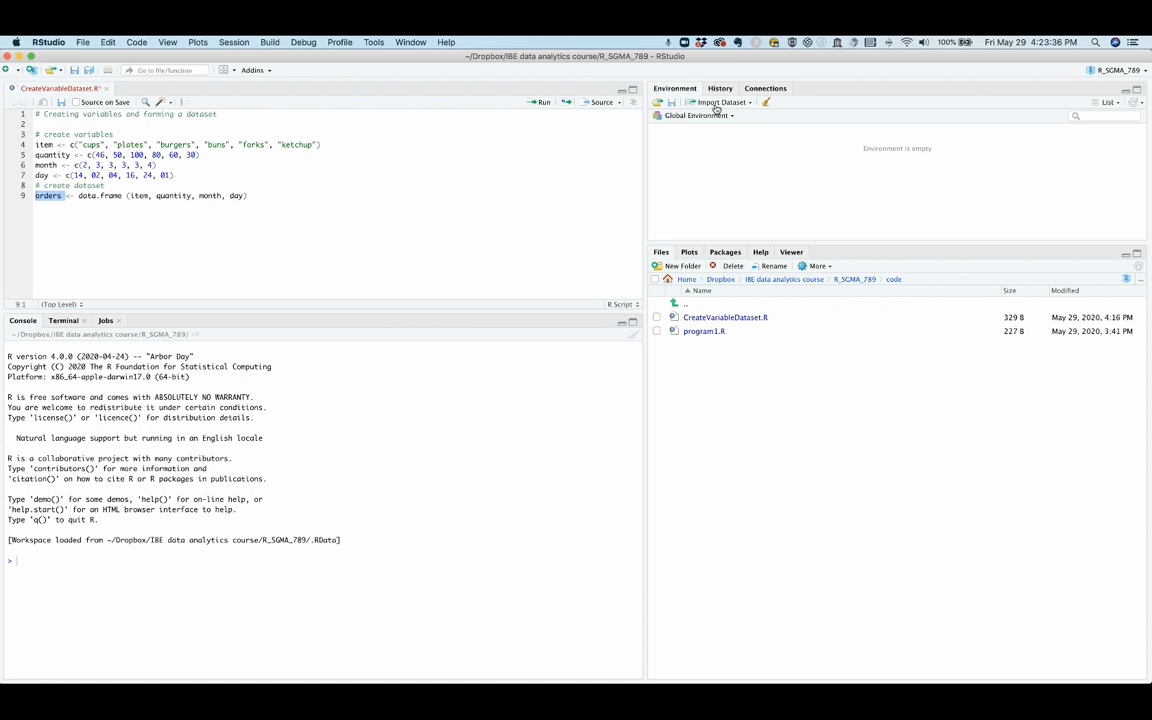 RStudio File Edit Code View Plots Session Build Debug Profile Tools Window Help 100% Fri May 29 4:23:36 PM
~/Dropbox/IBE data analytics course/R_SGMA_789 - RStudio
Go to file/function Addins R_SGMA_789
CreateVariableDataset.R*
Source on Save Run Source
1 # Creating variables and forming a dataset
2
3 # create variables
4 item <- c("cups", "plates", "burgers", "buns", "forks", "ketchup")
5 quantity <- c(46, 50, 100, 80, 60, 30)
6 month <- c(2, 3, 3, 3, 3, 4)
7 day <- c(14, 02, 04, 16, 24, 01)
8 # create dataset
9 orders <- data.frame (item, quantity, month, day)
9:1 (Top Level) R Script
Console Terminal Jobs
~/Dropbox/IBE data analytics course/R_SGMA_789/
R version 4.0.0 (2020-04-24) -- "Arbor Day"
Copyright (C) 2020 The R Foundation for Statistical Computing
Platform: x86_64-apple-darwin17.0 (64-bit)
R is free software and comes with ABSOLUTELY NO WARRANTY.
You are welcome to redistribute it under certain conditions.
Type 'license()' or 'licence()' for distribution details.
Natural language support but running in an English locale
R is a collaborative project with many contributors.
Type 'contributors()' for more information and
'citation()' on how to cite R or R packages in publications.
Type 'demo()' for some demos, 'help()' for on-line help, or
'help.start()' for an HTML browser interface to help.
Type 'q()' to quit R.
[Workspace loaded from ~/Dropbox/IBE data analytics course/R_SGMA_789/.RData]
>
Environment History Connections
Import Dataset List
Global Environment
Environment is empty
Files Plots Packages Help Viewer
New Folder Delete Rename More
Home Dropbox IBE data analytics course R_SGMA_789 code
Name Size Modified
..
CreateVariableDataset.R 329 B May 29, 2020, 4:16 PM
program1.R 227 B May 29, 2020, 3:41 PM